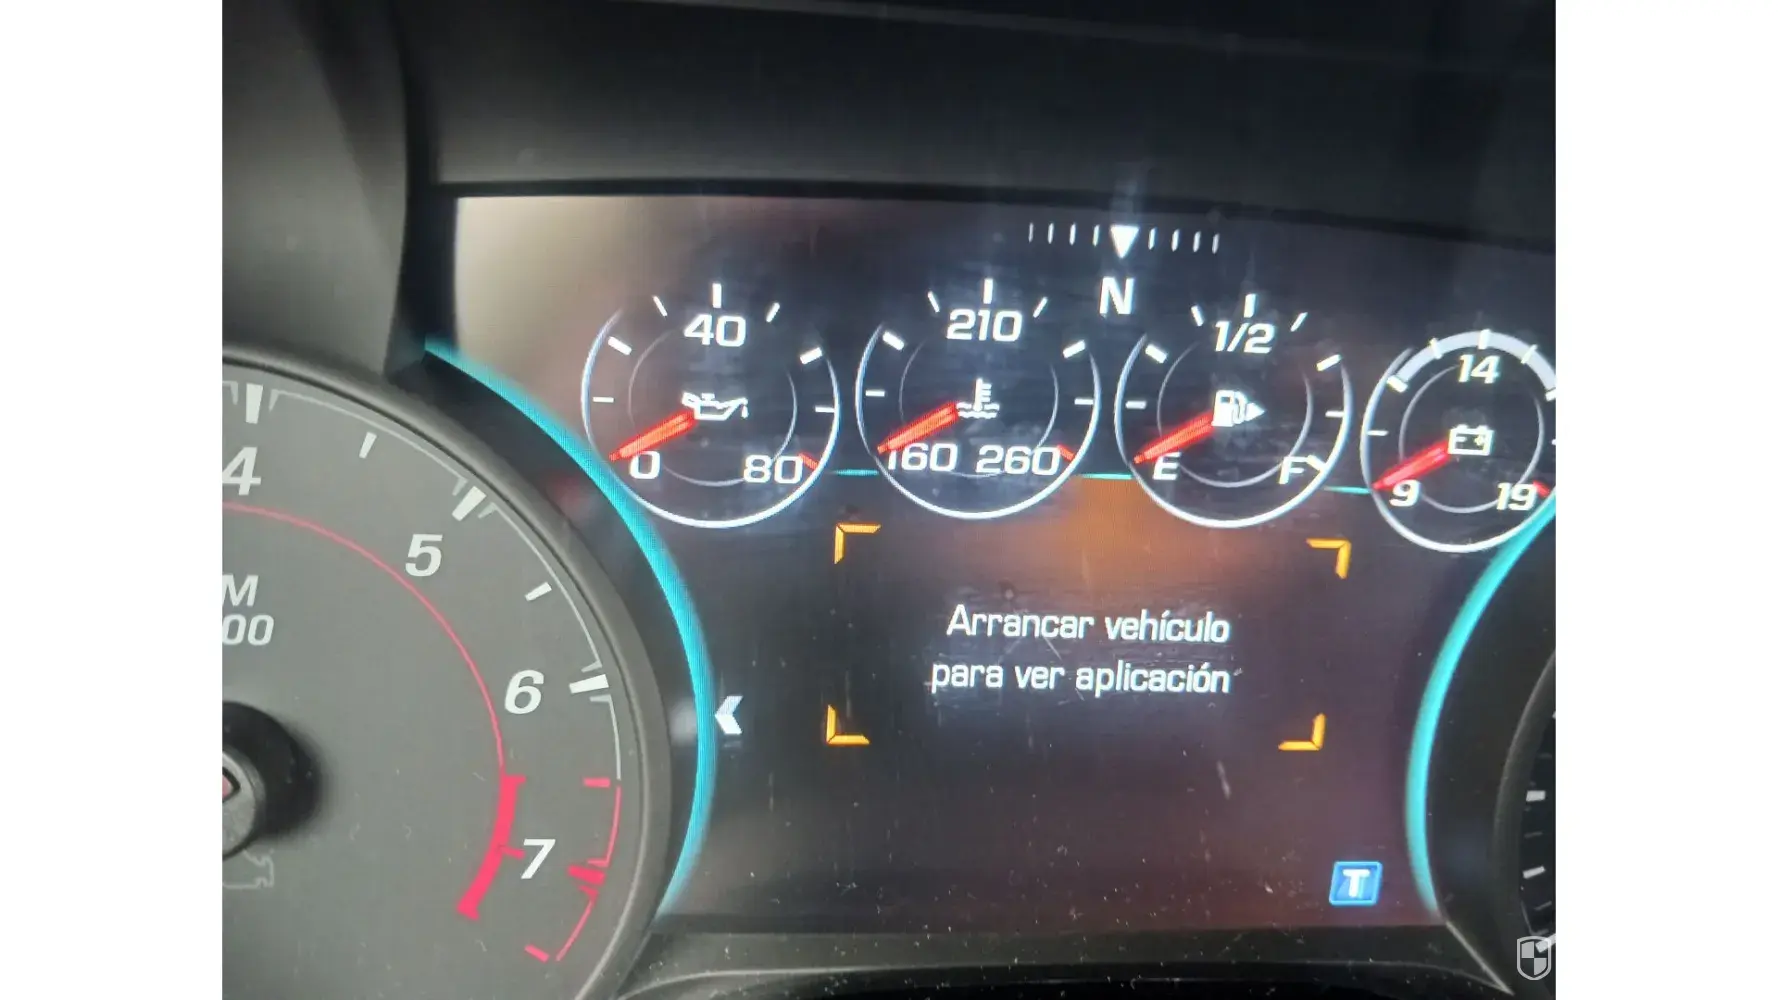 N
40
0 80
210
160 260
1/2
E F
14
9 19
4
5
6
7
M
00
Arrancar vehículo
para ver aplicación
T